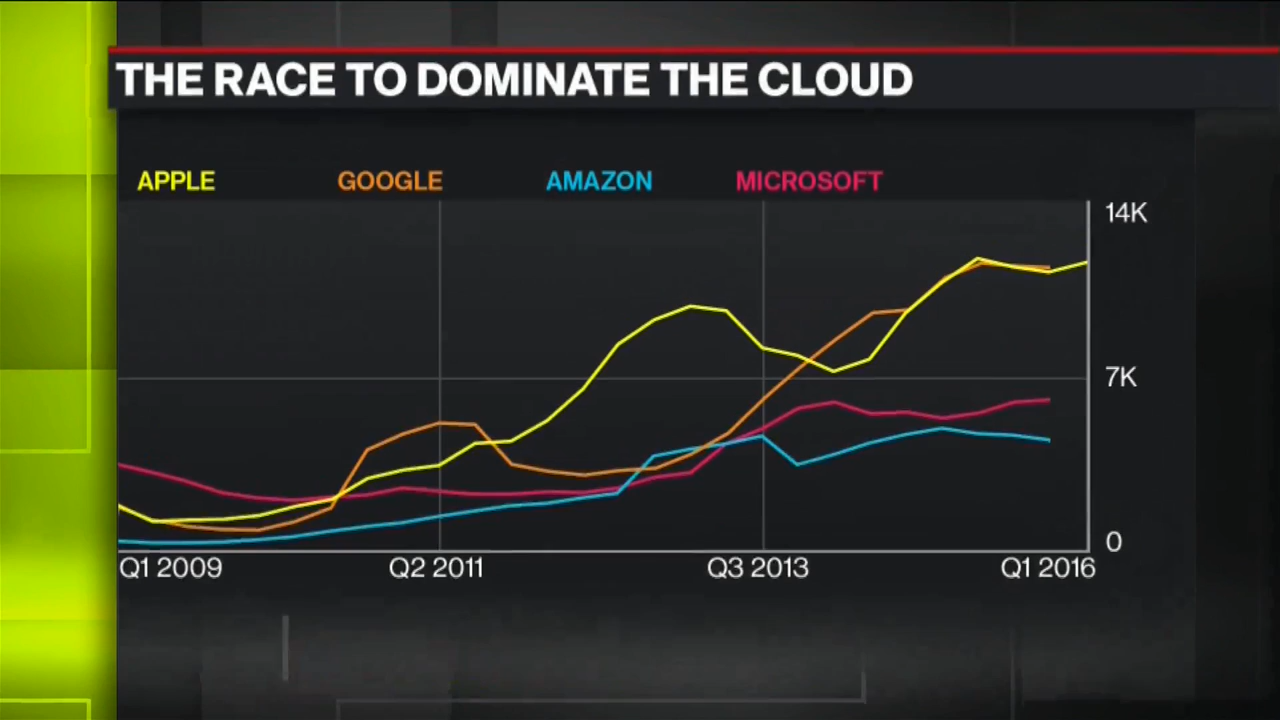 THE RACE TO DOMINATE THE CLOUD
APPLE GOOGLE AMAZON MICROSOFT
14K
7K
0
Q1 2009 Q2 2011 Q3 2013 Q1 2016